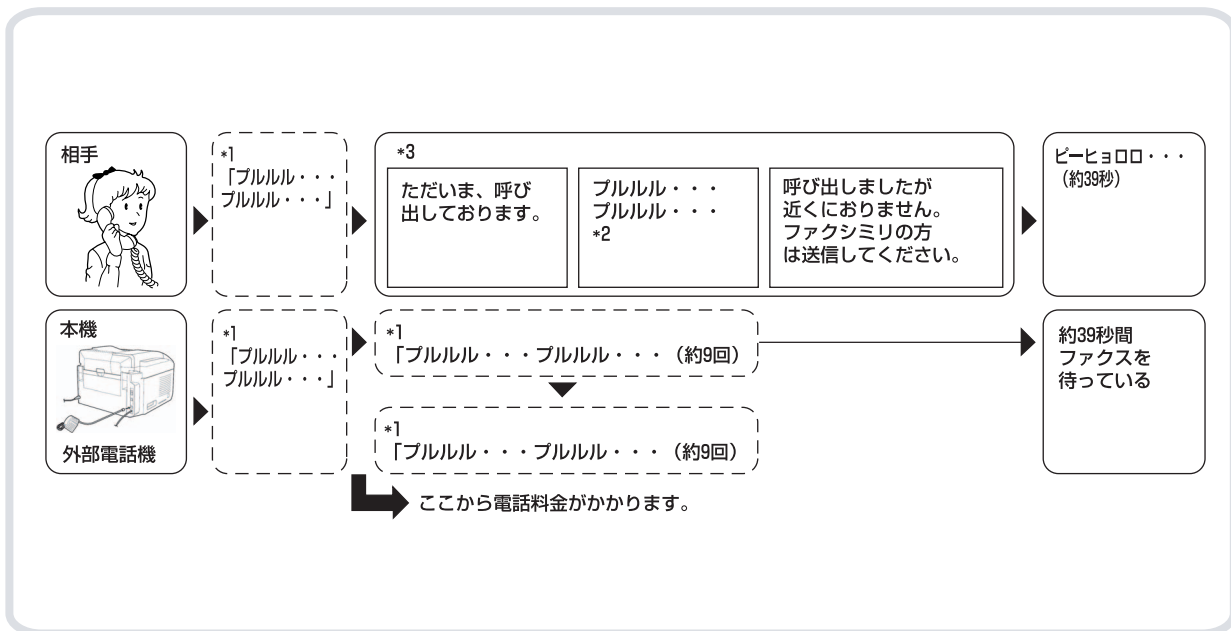 相手
*1
「プルルル・・・
プルルル・・・」
*3
ただいま、呼び
出しております。
プルルル・・・
プルルル・・・
*2
呼び出しましたが
近くにおりません。
ファクシミリの方
は送信してください。
ピーヒョロロ・・・
（約39秒）
本機
外部電話機
*1
「プルルル・・・
プルルル・・・」
*1
「プルルル・・・プルルル・・・（約9回）
*1
「プルルル・・・プルルル・・・（約9回）
ここから電話料金がかかります。
約39秒間
ファクスを
待っている